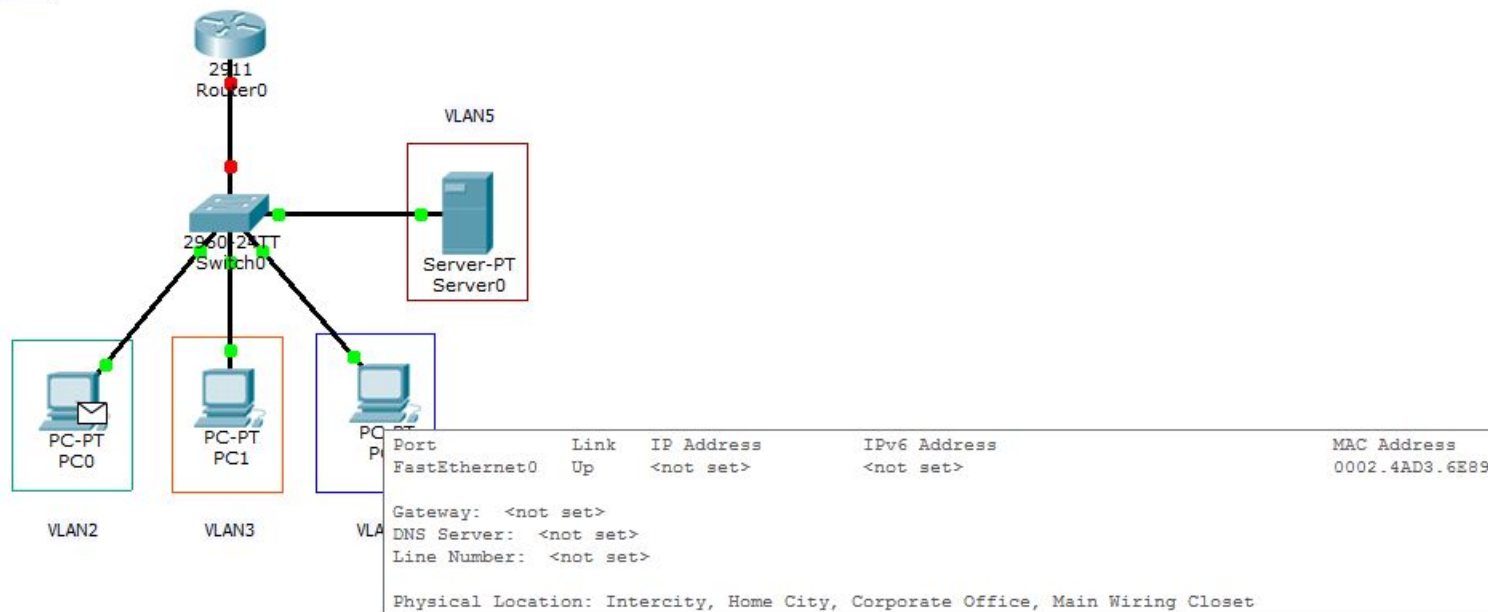 2911
Router0
VLAN5
2960-24TT
Switch0
Server-PT
Server0
PC-PT
PC0
PC-PT
PC1
VLAN2
VLAN3
Port Link IP Address IPv6 Address MAC Address
FastEthernet0 Up <not set> <not set> 0002.4AD3.6E89
Gateway: <not set>
DNS Server: <not set>
Line Number: <not set>
Physical Location: Intercity, Home City, Corporate Office, Main Wiring Closet